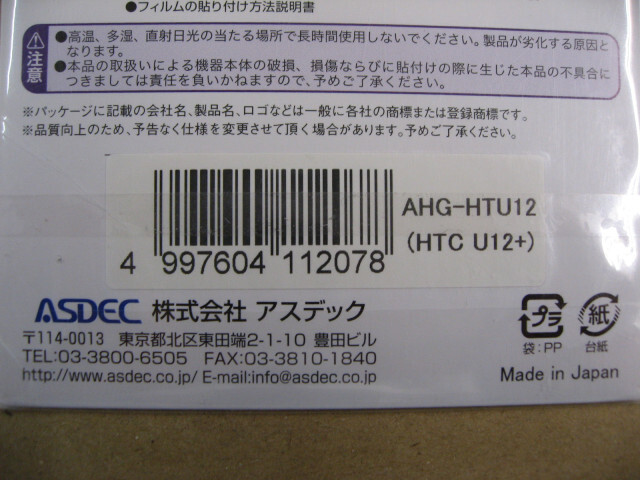 ●フィルムの貼り付け方法説明書
注意
●高温、多湿、直射日光の当たる場所で長時間使用しないでください。製品が劣化する原因と
なります。
●本品の取扱いによる機器本体の破損、損傷ならびに貼付けの際に生じた本品の不具合に
つきましては責任を負いかねますので、予めご了承ください。
※パッケージに記載の会社名、製品名、ロゴなどは一般に各社の商標または登録商標です。
※品質向上のため、予告なく仕様を変更させて頂く場合があります。予めご了承ください。
AHG-HTU12
(HTC U12+)
4 997604 112078
ASDEC 株式会社 アスデック
〒114-0013 東京都北区東田端2-1-10 豊田ビル
TEL:03-3800-6505 FAX:03-3810-1840
http://www.asdec.co.jp/ E-mail:info@asdec.co.jp
プラ
袋:PP
紙
台紙
Made in Japan